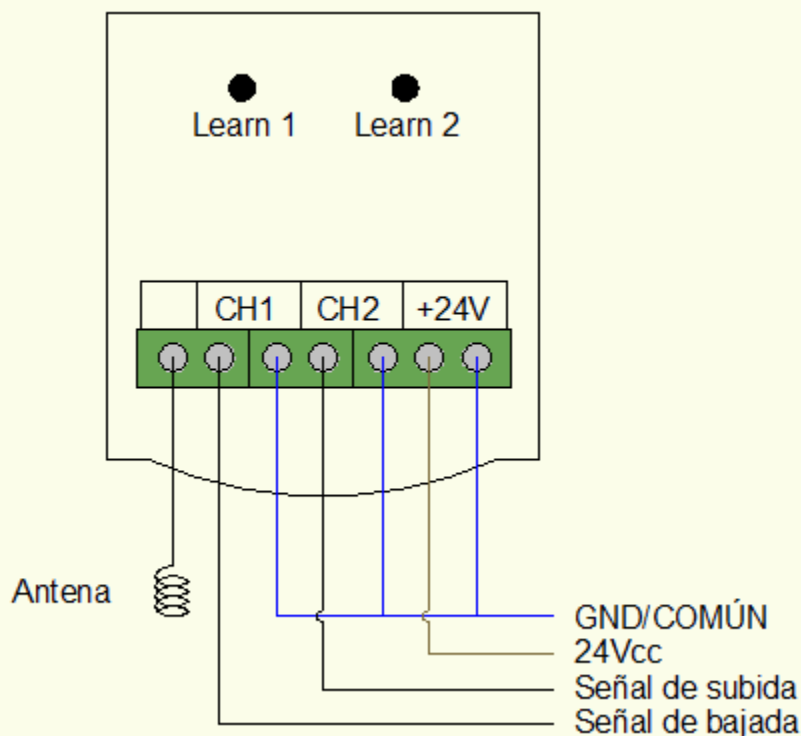 Learn 1 Learn 2
CH1 CH2 +24V
Antena
GND/COMÚN
24Vcc
Señal de subida
Señal de bajada